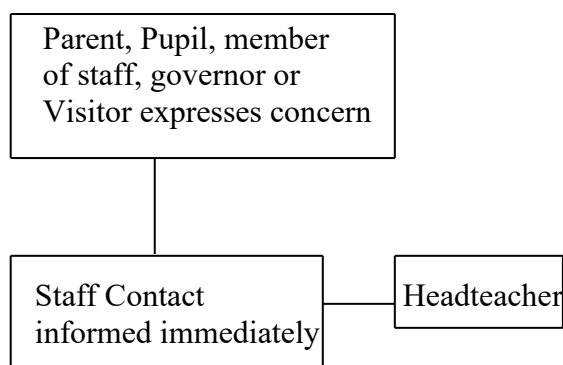 Parent, Pupil, member
of staff, governor or
Visitor expresses concern
Staff Contact
informed immediately
Headteacher